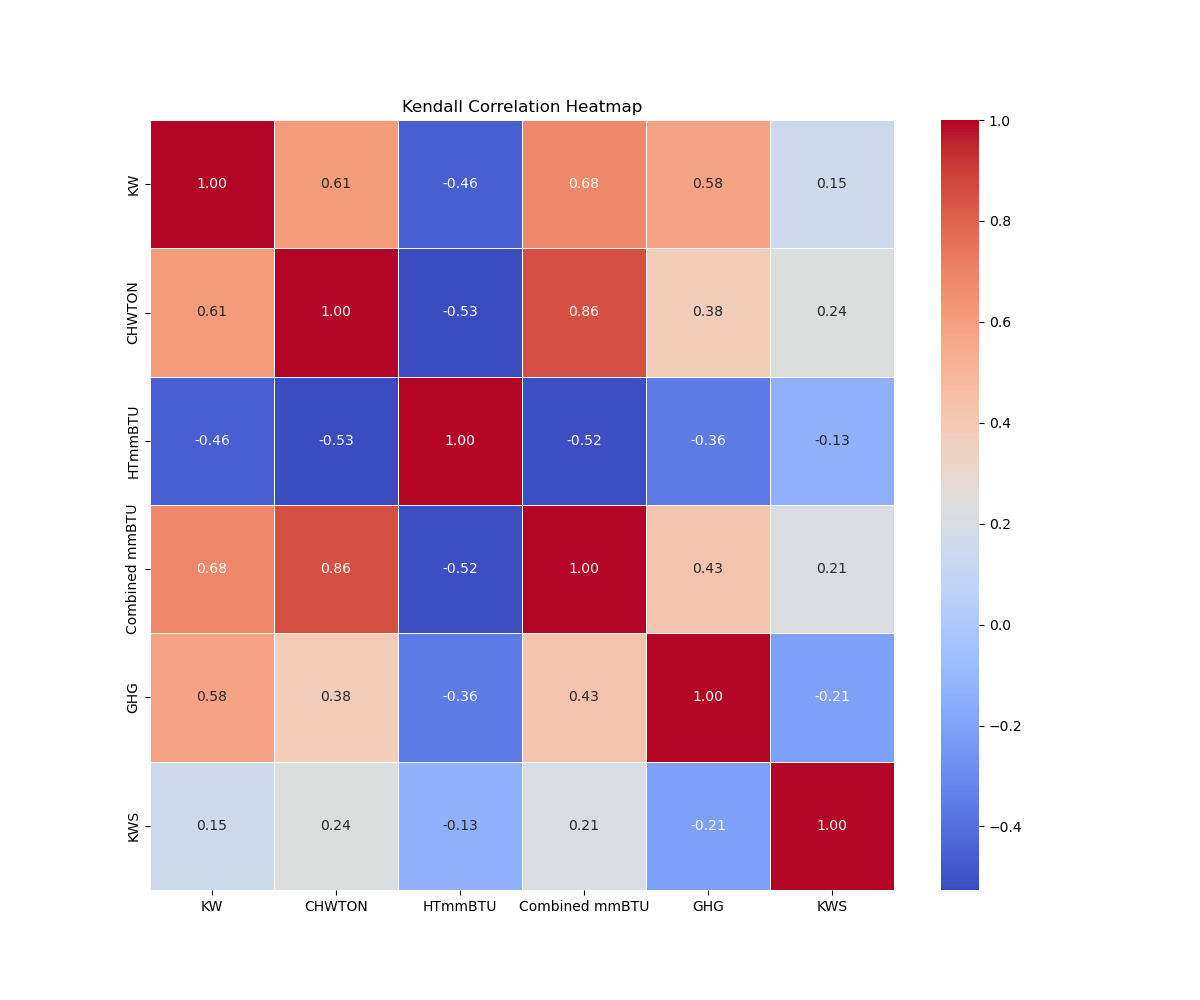 Kendall Correlation Heatmap
KW 1.00 0.61 -0.46 0.68 0.58 0.15
CHWTON 0.61 1.00 -0.53 0.86 0.38 0.24
HTmmBTU -0.46 -0.53 1.00 -0.52 -0.36 -0.13
Combined mmBTU 0.68 0.86 -0.52 1.00 0.43 0.21
GHG 0.58 0.38 -0.36 0.43 1.00 -0.21
KWS 0.15 0.24 -0.13 0.21 -0.21 1.00
KW CHWTON HTmmBTU Combined mmBTU GHG KWS
1.0
0.8
0.6
0.4
0.2
0.0
−0.2
−0.4